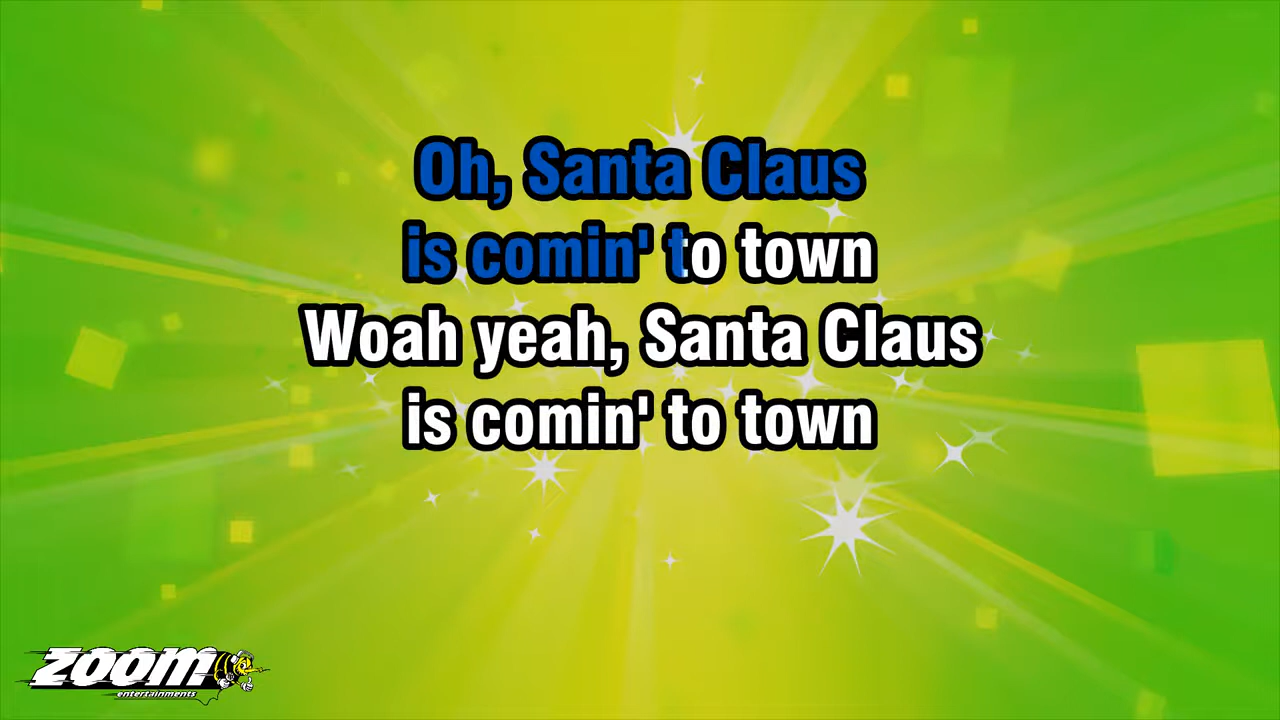 Oh, Santa Claus
is comin' to town
Woah yeah, Santa Claus
is comin' to town
ZOOM
entertainments